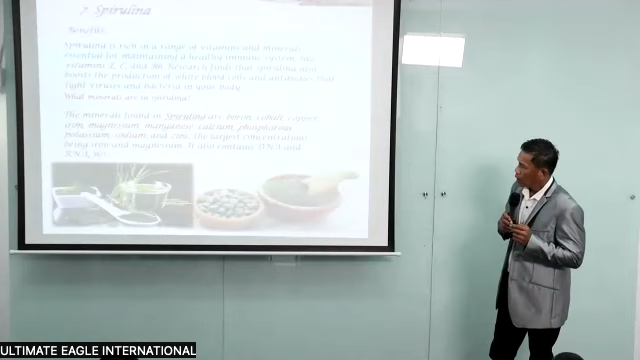 7 Spirulina
Benefits:
Spirulina is rich in a range of vitamins and minerals
essential for maintaining a healthy immune system, like
vitamins E, C, and B6. Research finds that spirulina also
boosts the production of white blood cells and antibodies that
fight viruses and bacteria in your body.
What minerals are in spirulina?
The minerals found in Spirulina are: boron, cobalt, copper,
iron, magnesium, manganese, calcium, phosphorous
potassium, sodium, and zinc, the largest concentrations
being iron and magnesium. It also contains DNA and
RNA,
ULTIMATE EAGLE INTERNATIONAL